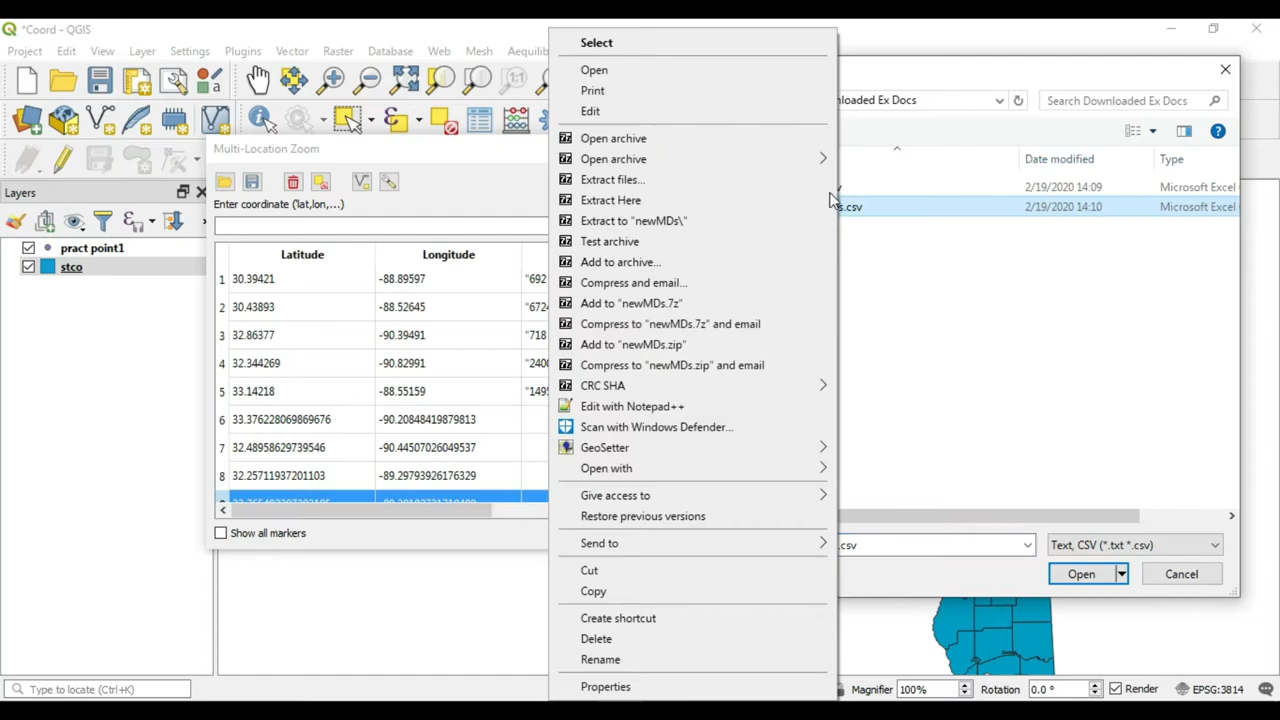 *Coord - QGIS
Project Edit View Layer Settings Plugins Vector Raster Database Web Mesh
Layers
pract point1
stco
Multi-Location Zoom
Enter coordinate ('lat,lon,...)
Latitude Longitude
1 30.39421 -88.89597 "692
2 30.43893 -88.52645 "6724
3 32.86377 -90.39491 "718
4 32.344269 -90.82991 "2400
5 33.14218 -88.55159 "1495
6 33.376228069869676 -90.20848419879813
7 32.48958629739546 -90.44507026049537
8 32.25711937201103 -89.29793926176329
Show all markers
Select
Open
Print
Edit
Open archive
Open archive
Extract files...
Extract Here
Extract to "newMDs\"
Test archive
Add to archive...
Compress and email...
Add to "newMDs.7z"
Compress to "newMDs.7z" and email
Add to "newMDs.zip"
Compress to "newMDs.zip" and email
CRC SHA
Edit with Notepad++
Scan with Windows Defender...
GeoSetter
Open with
Give access to
Restore previous versions
Send to
Cut
Copy
Create shortcut
Delete
Rename
Properties
Ex Docs
Search Downloaded Ex Docs
Date modified Type
2/19/2020 14:09 Microsoft Excel
.csv 2/19/2020 14:10 Microsoft Excel
.csv Text, CSV (*.txt *.csv)
Open Cancel
Type to locate (Ctrl+K)
Magnifier 100% Rotation 0.0 ° Render EPSG:3814